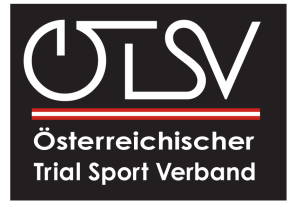 ÖTSV
Österreichischer
Trial Sport Verband